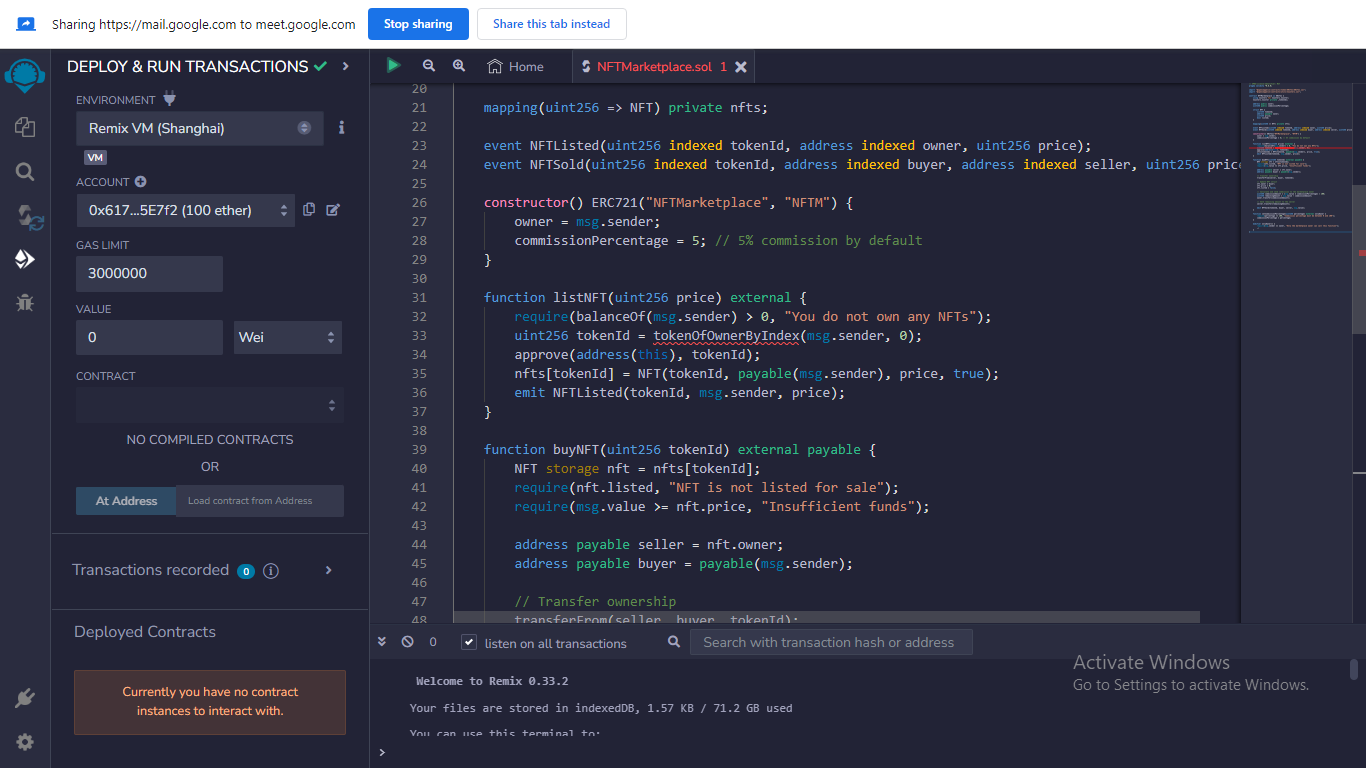 Sharing https://mail.google.com to meet.google.com
Stop sharing
Share this tab instead
DEPLOY & RUN TRANSACTIONS
ENVIRONMENT
Remix VM (Shanghai)
VM
ACCOUNT
0x617...5E7f2 (100 ether)
GAS LIMIT
3000000
VALUE
0
Wei
CONTRACT
NO COMPILED CONTRACTS
OR
At Address
Load contract from Address
Transactions recorded 0
Deployed Contracts
Currently you have no contract
instances to interact with.
Home
NFTMarketplace.sol 1
20
21 mapping(uint256 => NFT) private nfts;
22
23 event NFTListed(uint256 indexed tokenId, address indexed owner, uint256 price);
24 event NFTSold(uint256 indexed tokenId, address indexed buyer, address indexed seller, uint256 pric
25
26 constructor() ERC721("NFTMarketplace", "NFTM") {
27 owner = msg.sender;
28 commissionPercentage = 5; // 5% commission by default
29 }
30
31 function listNFT(uint256 price) external {
32 require(balanceOf(msg.sender) > 0, "You do not own any NFTs");
33 uint256 tokenId = tokenOfOwnerByIndex(msg.sender, 0);
34 approve(address(this), tokenId);
35 nfts[tokenId] = NFT(tokenId, payable(msg.sender), price, true);
36 emit NFTListed(tokenId, msg.sender, price);
37 }
38
39 function buyNFT(uint256 tokenId) external payable {
40 NFT storage nft = nfts[tokenId];
41 require(nft.listed, "NFT is not listed for sale");
42 require(msg.value >= nft.price, "Insufficient funds");
43
44 address payable seller = nft.owner;
45 address payable buyer = payable(msg.sender);
46
47 // Transfer ownership
48 transferFrom(seller, buyer, tokenId);
0
listen on all transactions
Search with transaction hash or address
Welcome to Remix 0.33.2
Your files are stored in indexedDB, 1.57 KB / 71.2 GB used
You can use this terminal to:
>
Activate Windows
Go to Settings to activate Windows.